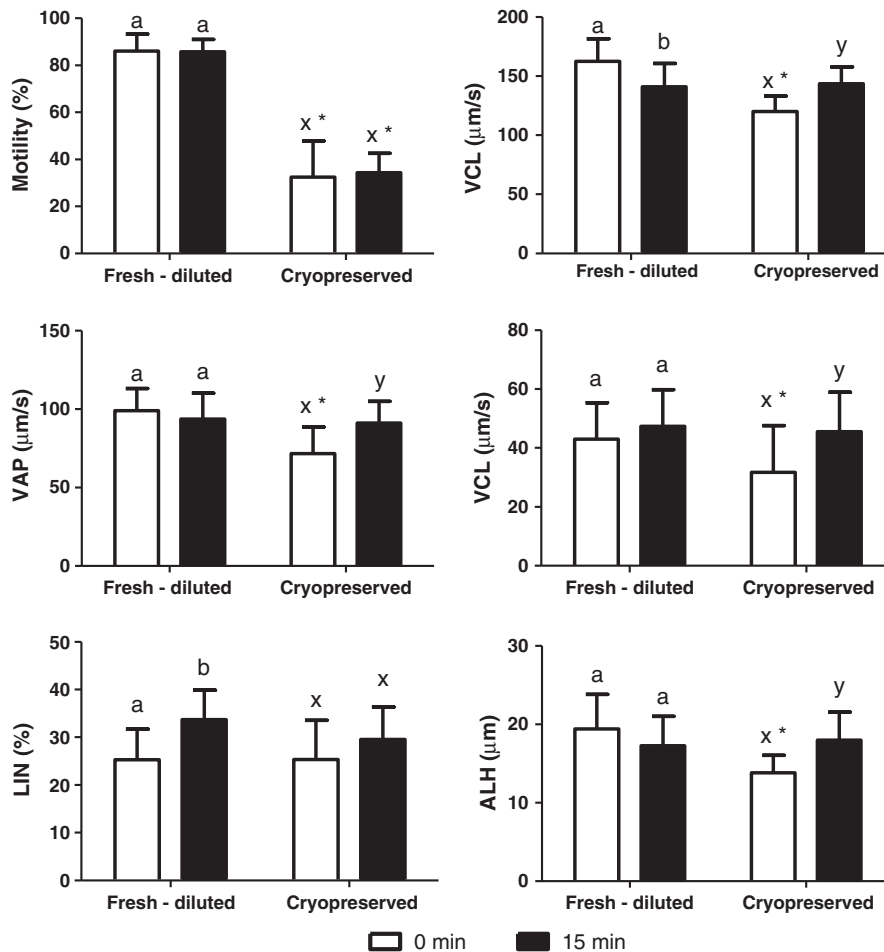 100
80
60
40
20
0
Motility (%)
a
a
x *
x *
Fresh - diluted
Cryopreserved
200
150
100
50
0
VCL (μm/s)
a
b
x *
y
Fresh - diluted
Cryopreserved
150
100
50
0
VAP (μm/s)
a
a
x *
y
Fresh - diluted
Cryopreserved
80
60
40
20
0
VCL (μm/s)
a
a
x *
y
Fresh - diluted
Cryopreserved
50
40
30
20
10
0
LIN (%)
a
b
x
x
Fresh - diluted
Cryopreserved
30
20
10
0
ALH (μm)
a
a
x *
y
Fresh - diluted
Cryopreserved
0 min
15 min